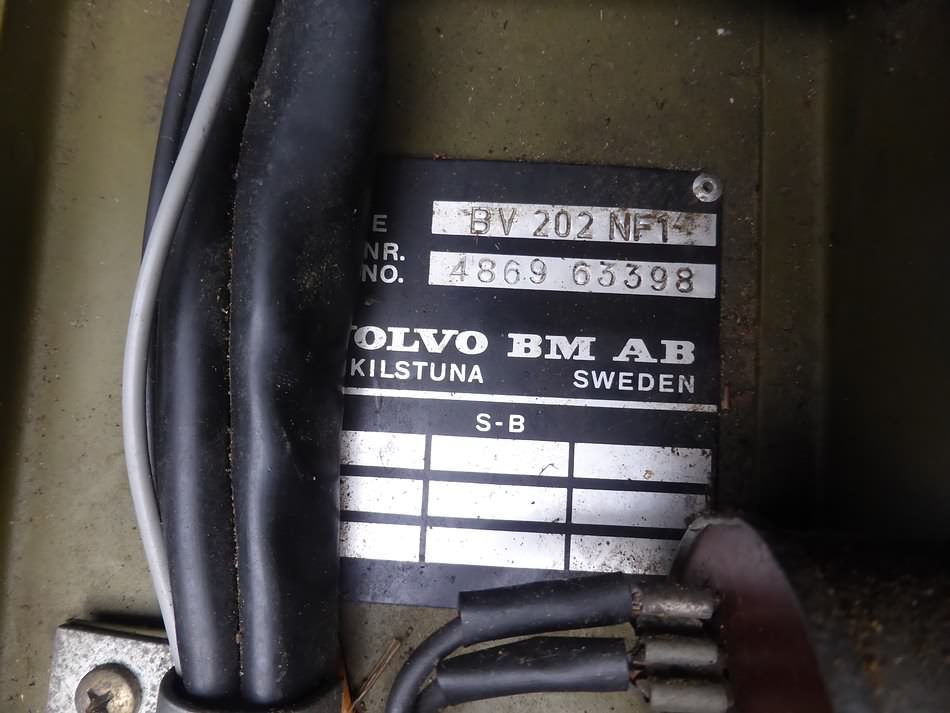 E BV 202 NF1
NR.
NO. 4869 63398
VOLVO BM AB
KILSTUNA SWEDEN
S-B